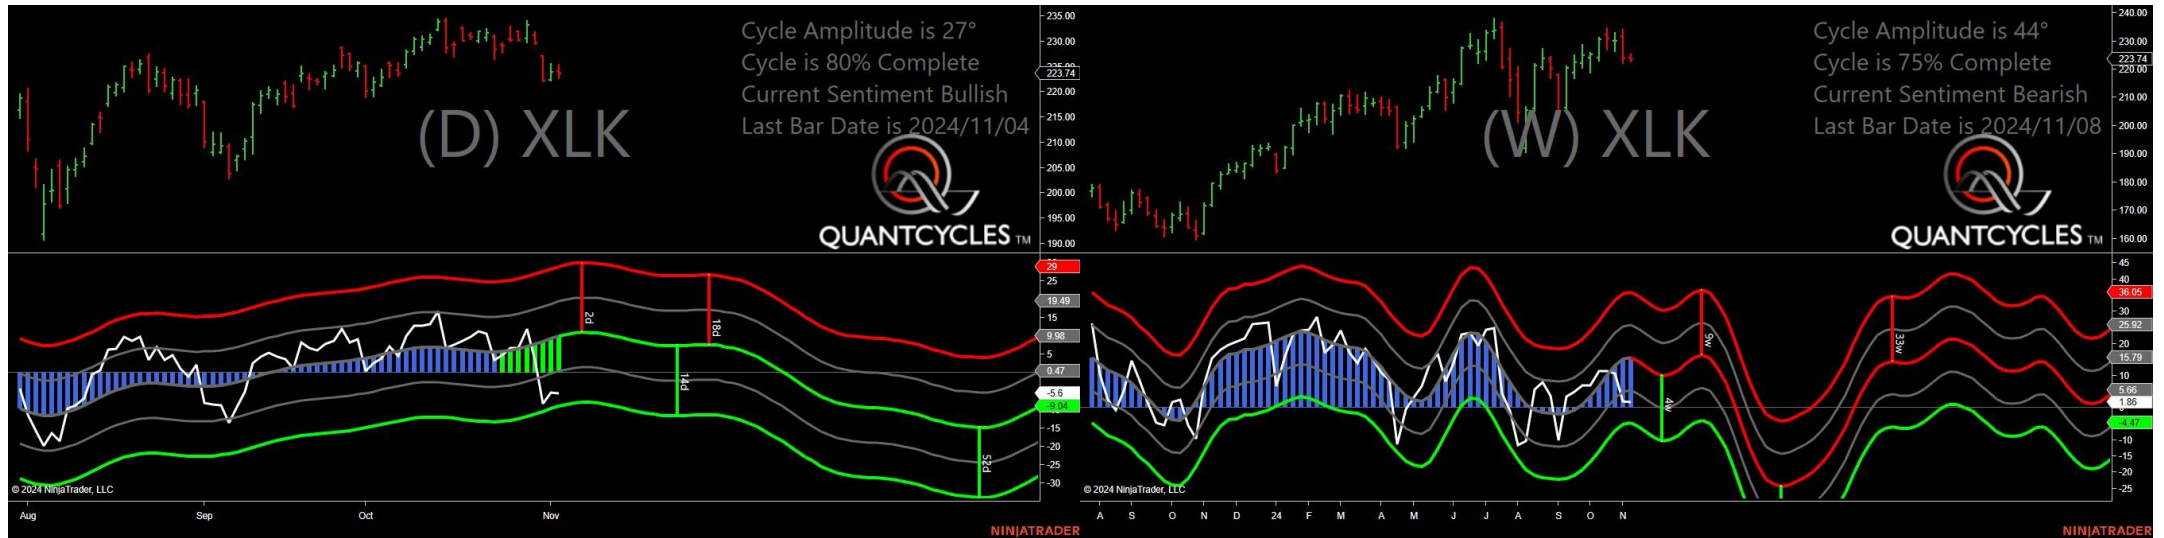 Cycle Amplitude is 27°
Cycle is 80% Complete
Current Sentiment Bullish
Last Bar Date is 2024/11/04
(D) XLK
QUANTCYCLES TM
235.00
230.00
225.00
223.74
220.00
215.00
210.00
205.00
200.00
195.00
190.00
29
25
19.49
15
9.98
5
0.47
-5.6
-9.04
-15
-20
-25
-30
2d
14d
18d
52d
© 2024 NinjaTrader, LLC
Aug Sep Oct Nov
NINJATRADER
Cycle Amplitude is 44°
Cycle is 75% Complete
Current Sentiment Bearish
Last Bar Date is 2024/11/08
(W) XLK
QUANTCYCLES TM
240.00
230.00
223.74
220.00
210.00
200.00
190.00
180.00
170.00
160.00
45
40
36.05
30
25.92
20
15.79
10
5.66
1.86
-4.47
-10
-15
-20
-25
4w
9w
33w
© 2024 NinjaTrader, LLC
A S O N D 24 F M A M J J A S O N
NINJATRADER